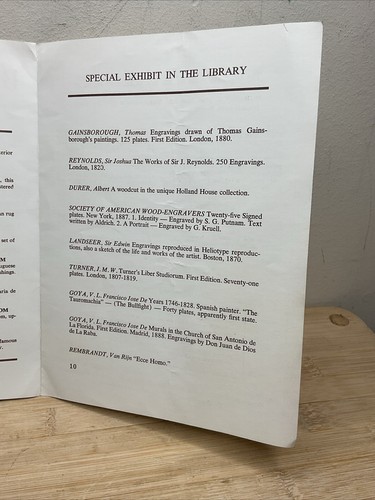 SPECIAL EXHIBIT IN THE LIBRARY
GAINSBOROUGH, Thomas Engravings drawn of Thomas Gains-
borough's paintings. 125 plates. First Edition. London, 1880.
REYNOLDS, Sir Joshua The Works of Sir J. Reynolds. 250 Engravings.
London, 1820.
DURER, Albert A woodcut in the unique Holland House collection.
SOCIETY OF AMERICAN WOOD-ENGRAVERS Twenty-five Signed
plates. New York, 1887. 1. Identity — Engraved by S. G. Putnam. Text
written by Aldrich. 2. A Portrait — Engraved by G. Kruell.
LANDSEER, Sir Edwin Engravings reproduced in Heliotype reproduc-
tions, also a sketch of the life and works of the artist. Boston, 1870.
TURNER, J. M. W. Turner's Liber Studiorum. First Edition. Seventy-one
plates. London, 1807-1819.
GOYA, V. L. Francisco Jose De Years 1746-1828. Spanish painter. "The
Tauromachia" — (The Bullfight) — Forty plates, apparently first state.
GOYA, V. L. Francisco Jose De Murals in the Church of San Antonio de
La Florida, First Edition. Madrid, 1888. Engravings by Don Juan de Dios
de La Raba.
REMBRANDT, Van Rijn "Ecce Homo."
10